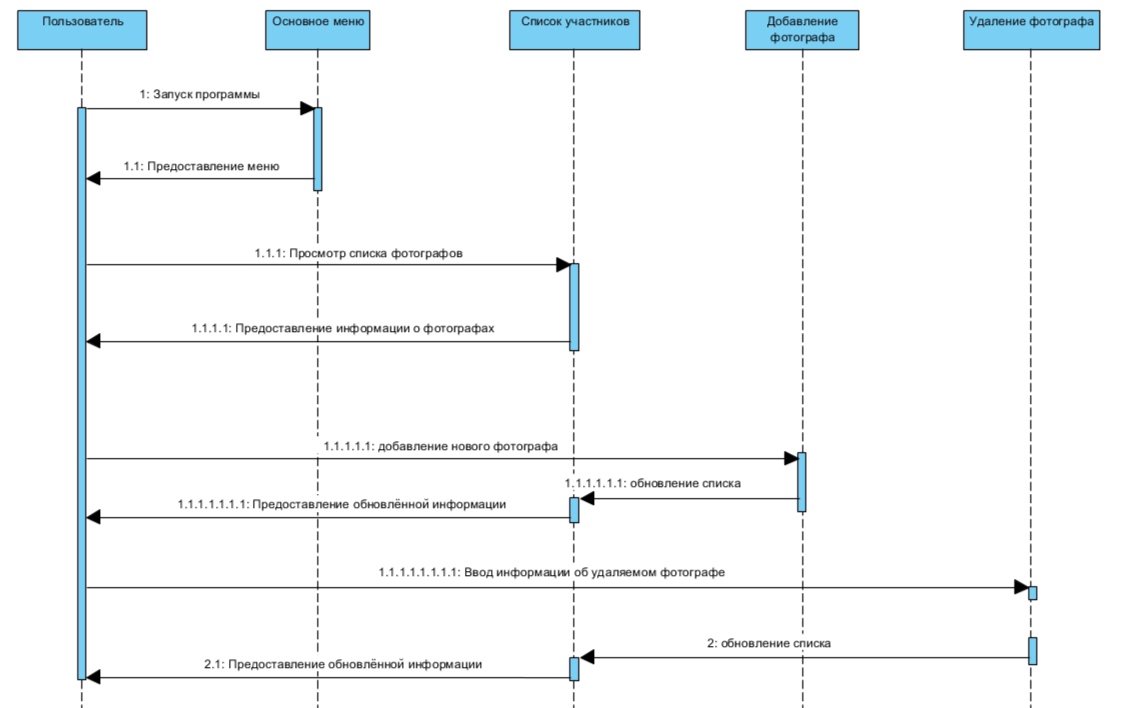 Пользователь
Основное меню
Список участников
Добавление
фотографа
Удаление фотографа
1: Запуск программы
1.1: Предоставление меню
1.1.1: Просмотр списка фотографов
1.1.1.1: Предоставление информации о фотографах
1.1.1.1.1: добавление нового фотографа
1.1.1.1.1.1: обновление списка
1.1.1.1.1.1.1: Предоставление обновлённой информации
1.1.1.1.1.1.1.1: Ввод информации об удаляемом фотографе
2: обновление списка
2.1: Предоставление обновлённой информации